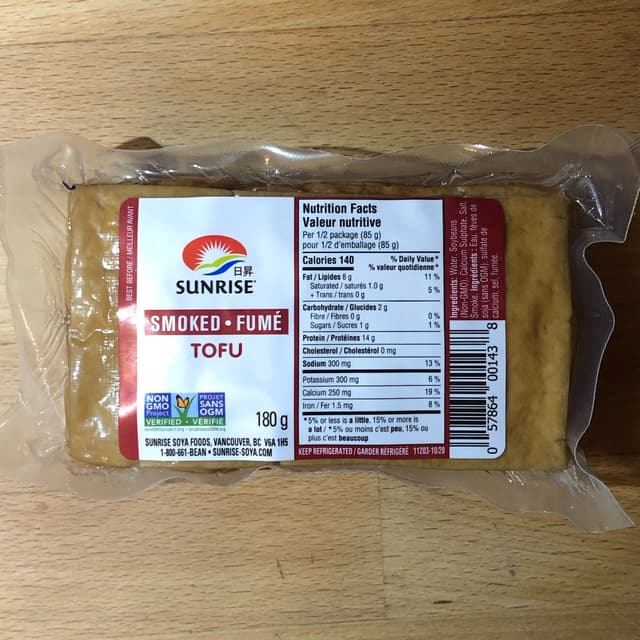 BEST BEFORE / MEILLEUR AVANT
日昇
SUNRISE
SMOKED • FUMÉ
TOFU
NON
GMO
Project
VERIFIED
PROJET
SANS
OGM
VÉRIFIÉ
180 g
SUNRISE SOYA FOODS, VANCOUVER, BC V6A 1H5
1-800-661-BEAN • SUNRISE-SOYA.COM
Nutrition Facts
Valeur nutritive
Per 1/2 package (85 g)
pour 1/2 d'emballage (85 g)
Calories 140
% Daily Value*
% valeur quotidienne*
Fat / Lipides 8 g 11 %
Saturated / saturés 1.0 g
+ Trans / trans 0 g 5 %
Carbohydrate / Glucides 2 g
Fibre / Fibres 0 g 0 %
Sugars / Sucres 1 g 1 %
Protein / Protéines 14 g
Cholesterol / Cholestérol 0 mg
Sodium 300 mg 13 %
Potassium 300 mg 6 %
Calcium 250 mg 19 %
Iron / Fer 1.5 mg 8 %
*5% or less is a little, 15% or more is
a lot / *5% ou moins c'est peu, 15% ou
plus c'est beaucoup
KEEP REFRIGERATED / GARDER RÉFRIGÉRÉ 11203-10/20
Ingredients: Water, Soybeans
(Non-GMO), Calcium Sulphate, Salt,
Smoke. Ingrédients : Eau, fèves de
soja (sans OGM), sulfate de
calcium, sel, fumée.
0 57864 00143 8